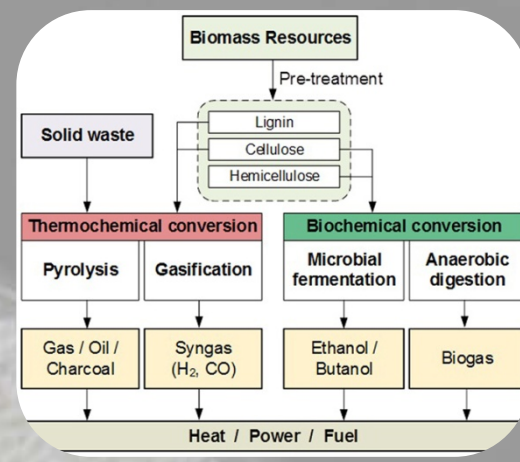 Biomass Resources
Pre-treatment
Solid waste
Lignin
Cellulose
Hemicellulose
Thermochemical conversion
Pyrolysis
Gasification
Biochemical conversion
Microbial
fermentation
Anaerobic
digestion
Gas / Oil /
Charcoal
Syngas
(H₂, CO)
Ethanol /
Butanol
Biogas
Heat / Power / Fuel